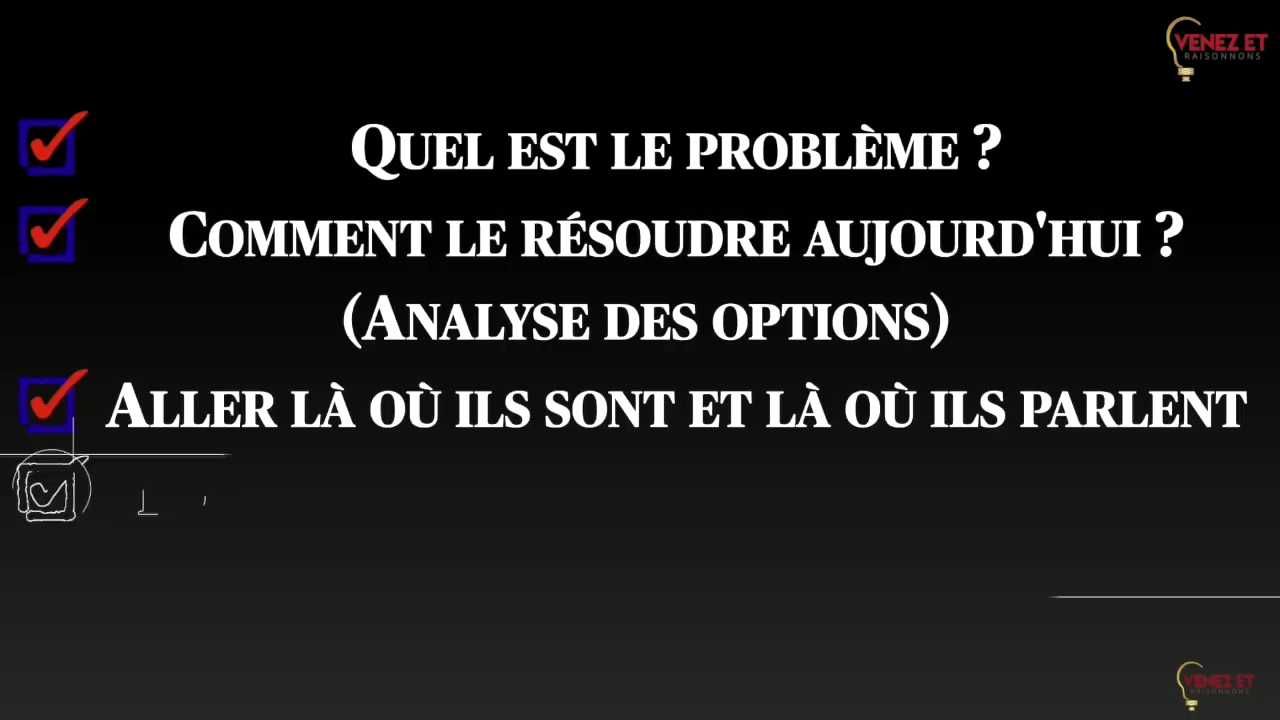 VENEZ ET
RAISONNONS
QUEL EST LE PROBLÈME ?
COMMENT LE RÉSOUDRE AUJOURD'HUI ?
(ANALYSE DES OPTIONS)
ALLER LÀ OÙ ILS SONT ET LÀ OÙ ILS PARLENT
VENEZ ET
RAISONNONS